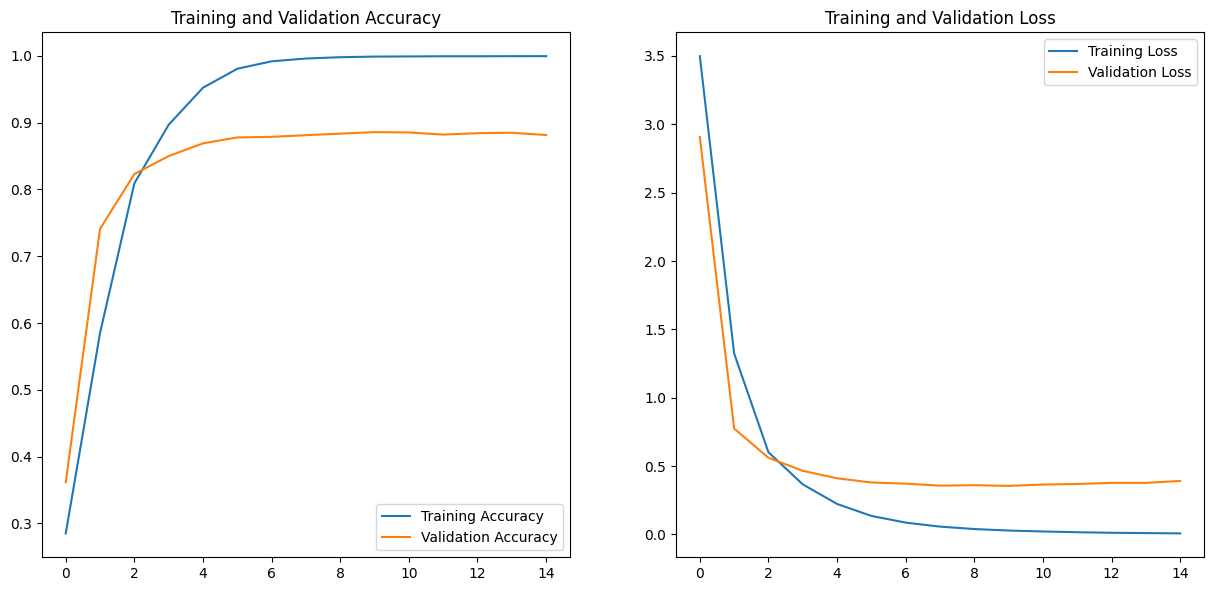 Training and Validation Accuracy
1.0
0.9
0.8
0.7
0.6
0.5
0.4
0.3
Training Accuracy
Validation Accuracy
0 2 4 6 8 10 12 14
Training and Validation Loss
3.5
3.0
2.5
2.0
1.5
1.0
0.5
0.0
Training Loss
Validation Loss
0 2 4 6 8 10 12 14